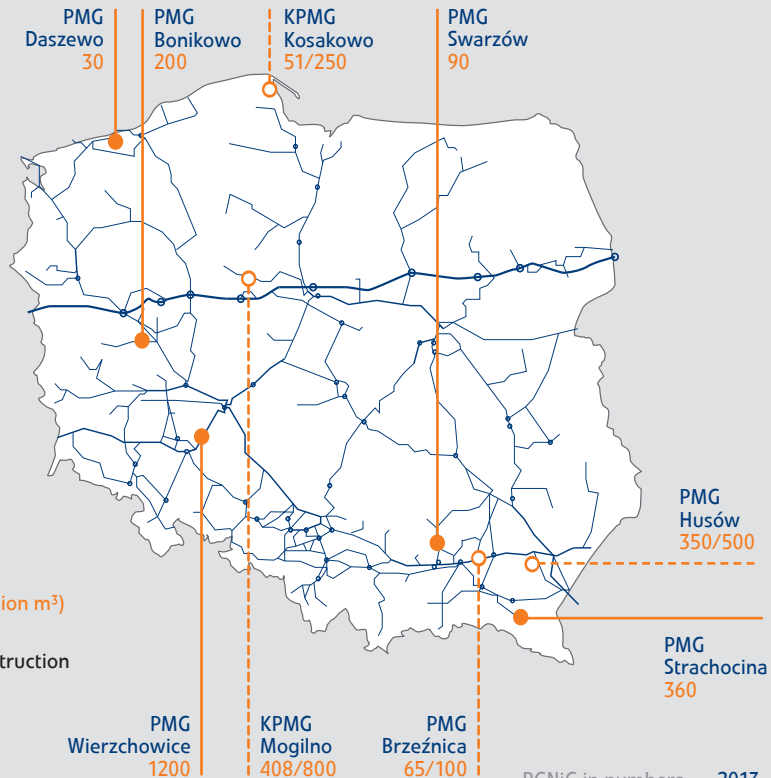 PMG
Daszewo
30
PMG
Bonikowo
200
KPMG
Kosakowo
51/250
PMG
Swarzów
90
PMG
Husów
350/500
ion m³)
truction
PMG
Strachocina
360
PMG
Wierzchowice
1200
KPMG
Mogilno
408/800
PMG
Brzeźnica
65/100
PGNiG in numbers 2013